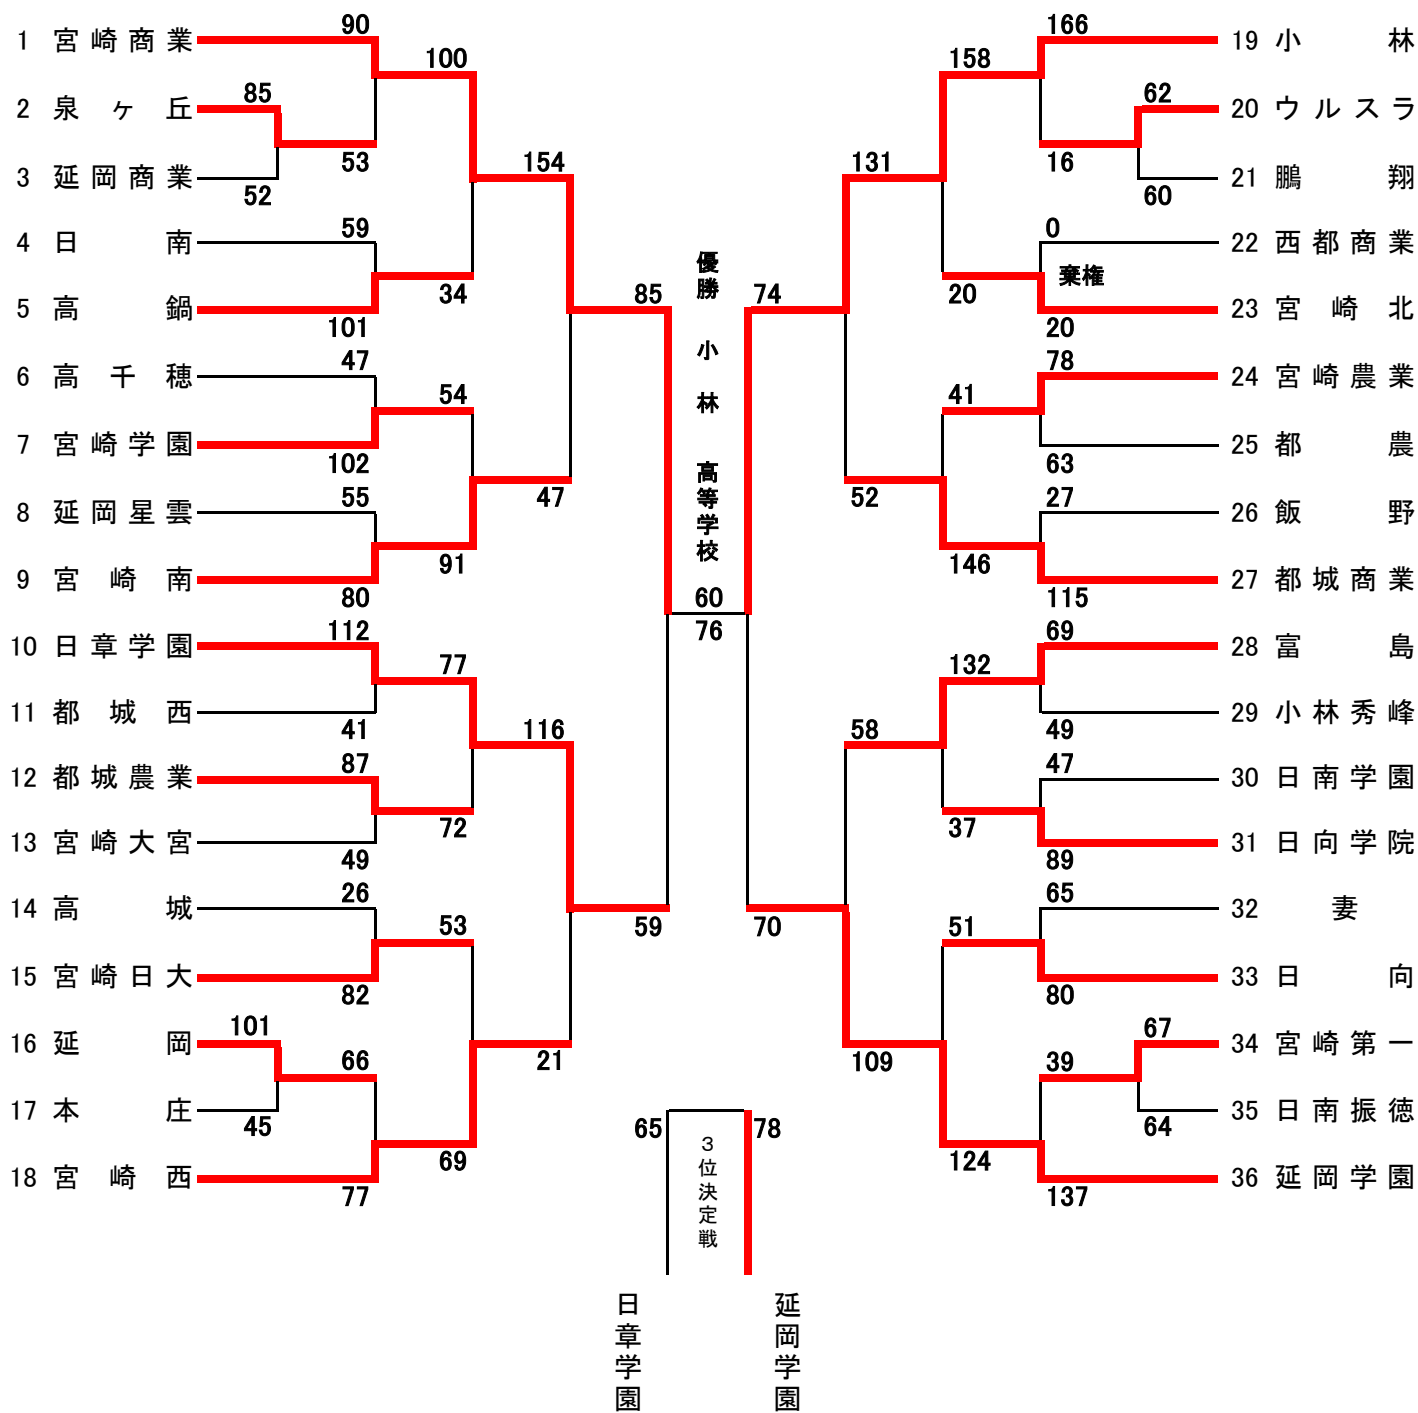 1 宮崎商業
2 泉ヶ丘
3 延岡商業
4 日南
5 高鍋
6 高千穂
7 宮崎学園
8 延岡星雲
9 宮崎南
10 日章学園
11 都城西
12 都城農業
13 宮崎大宮
14 高城
15 宮崎日大
16 延岡
17 本庄
18 宮崎西
85
52
101
45
90
53
59
101
47
102
55
80
112
41
87
49
26
82
66
77
100
34
54
91
77
72
53
69
154
47
116
21
85
59
優勝 小林 高等学校
60
76
74
70
131
52
58
109
158
20
41
146
132
37
51
124
166
16
0
棄権
20
78
63
27
115
69
49
47
89
65
80
39
137
62
60
67
64
19 小林
20 ウルスラ
21 鵬翔
22 西都商業
23 宮崎北
24 宮崎農業
25 都農
26 飯野
27 都城商業
28 富島
29 小林秀峰
30 日南学園
31 日向学院
32 妻
33 日向
34 宮崎第一
35 日南振徳
36 延岡学園
65
78
3位決定戦
日章学園
延岡学園